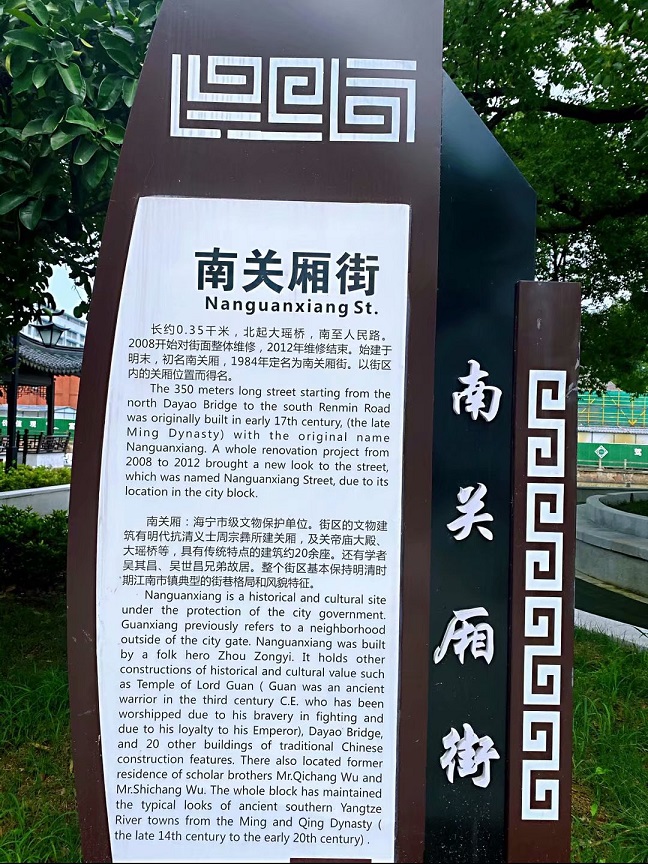 南关厢街
Nanguanxiang St.
长约0.35千米，北起大瑶桥，南至人民路。
2008开始对街面整体维修，2012年维修结束。始建于
明末，初名南关厢，1984年定名为南关厢街。以街区
内的关厢位置而得名。
The 350 meters long street starting from the
north Dayao Bridge to the south Renmin Road
was originally built in early 17th century, (the late
Ming Dynasty) with the original name
Nanguanxiang. A whole renovation project from
2008 to 2012 brought a new look to the street,
which was named Nanguanxiang Street, due to its
location in the city block.
南关厢：海宁市级文物保护单位。街区的文物建
筑有明代抗清义士周宗彝所建关厢，及关帝庙大殿、
大瑶桥等，具有传统特点的建筑约20余座。还有学者
吴其昌、吴世昌兄弟故居。整个街区基本保持明清时
期江南市镇典型的街巷格局和风貌特征。
Nanguanxiang is a historical and cultural site
under the protection of the city government.
Guanxiang previously refers to a neighborhood
outside of the city gate. Nanguanxiang was built
by a folk hero Zhou Zongyi. It holds other
constructions of historical and cultural value such
as Temple of Lord Guan ( Guan was an ancient
warrior in the third century C.E. who has been
worshipped due to his bravery in fighting and
due to his loyalty to his Emperor), Dayao Bridge,
and 20 other buildings of traditional Chinese
construction features. There also located former
residence of scholar brothers Mr.Qichang Wu and
Mr.Shichang Wu. The whole block has maintained
the typical looks of ancient southern Yangtze
River towns from the Ming and Qing Dynasty (
the late 14th century to the early 20th century) .
南关厢街